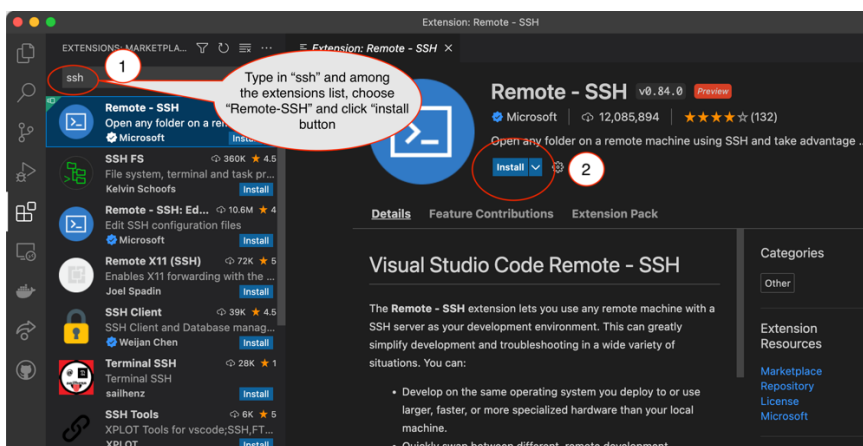 Extension: Remote - SSH
EXTENSIONS: MARKETPLA...
ssh
1
Type in “ssh” and among
the extensions list, choose
“Remote-SSH” and click “install
button
Remote - SSH
Open any folder on a re
Microsoft
SSH FS 360K ★ 4.5
File system, terminal and task pr...
Kelvin Schoofs Install
Remote - SSH: Ed... 10.6M ★ 4
Edit SSH configuration files
Microsoft Install
Remote X11 (SSH) 72K ★ 5
Enables X11 forwarding with the ...
Joel Spadin Install
SSH Client 39K ★ 4.5
SSH Client and Database manag...
Weijan Chen Install
Terminal SSH 28K ★ 1
Terminal SSH
sailhenz Install
SSH Tools 6K ★ 5
XPLOT Tools for vscode;SSH,FT...
XPLOT Install
Extension: Remote - SSH
Remote - SSH v0.84.0 Preview
Microsoft 12,085,894 ★★★★☆ (132)
Open any folder on a remote machine using SSH and take advantage ...
Install
2
Details Feature Contributions Extension Pack
Visual Studio Code Remote - SSH
The Remote - SSH extension lets you use any remote machine with a
SSH server as your development environment. This can greatly
simplify development and troubleshooting in a wide variety of
situations. You can:
• Develop on the same operating system you deploy to or use
larger, faster, or more specialized hardware than your local
machine.
• Quickly swap between different, remote development
Categories
Other
Extension
Resources
Marketplace
Repository
License
Microsoft